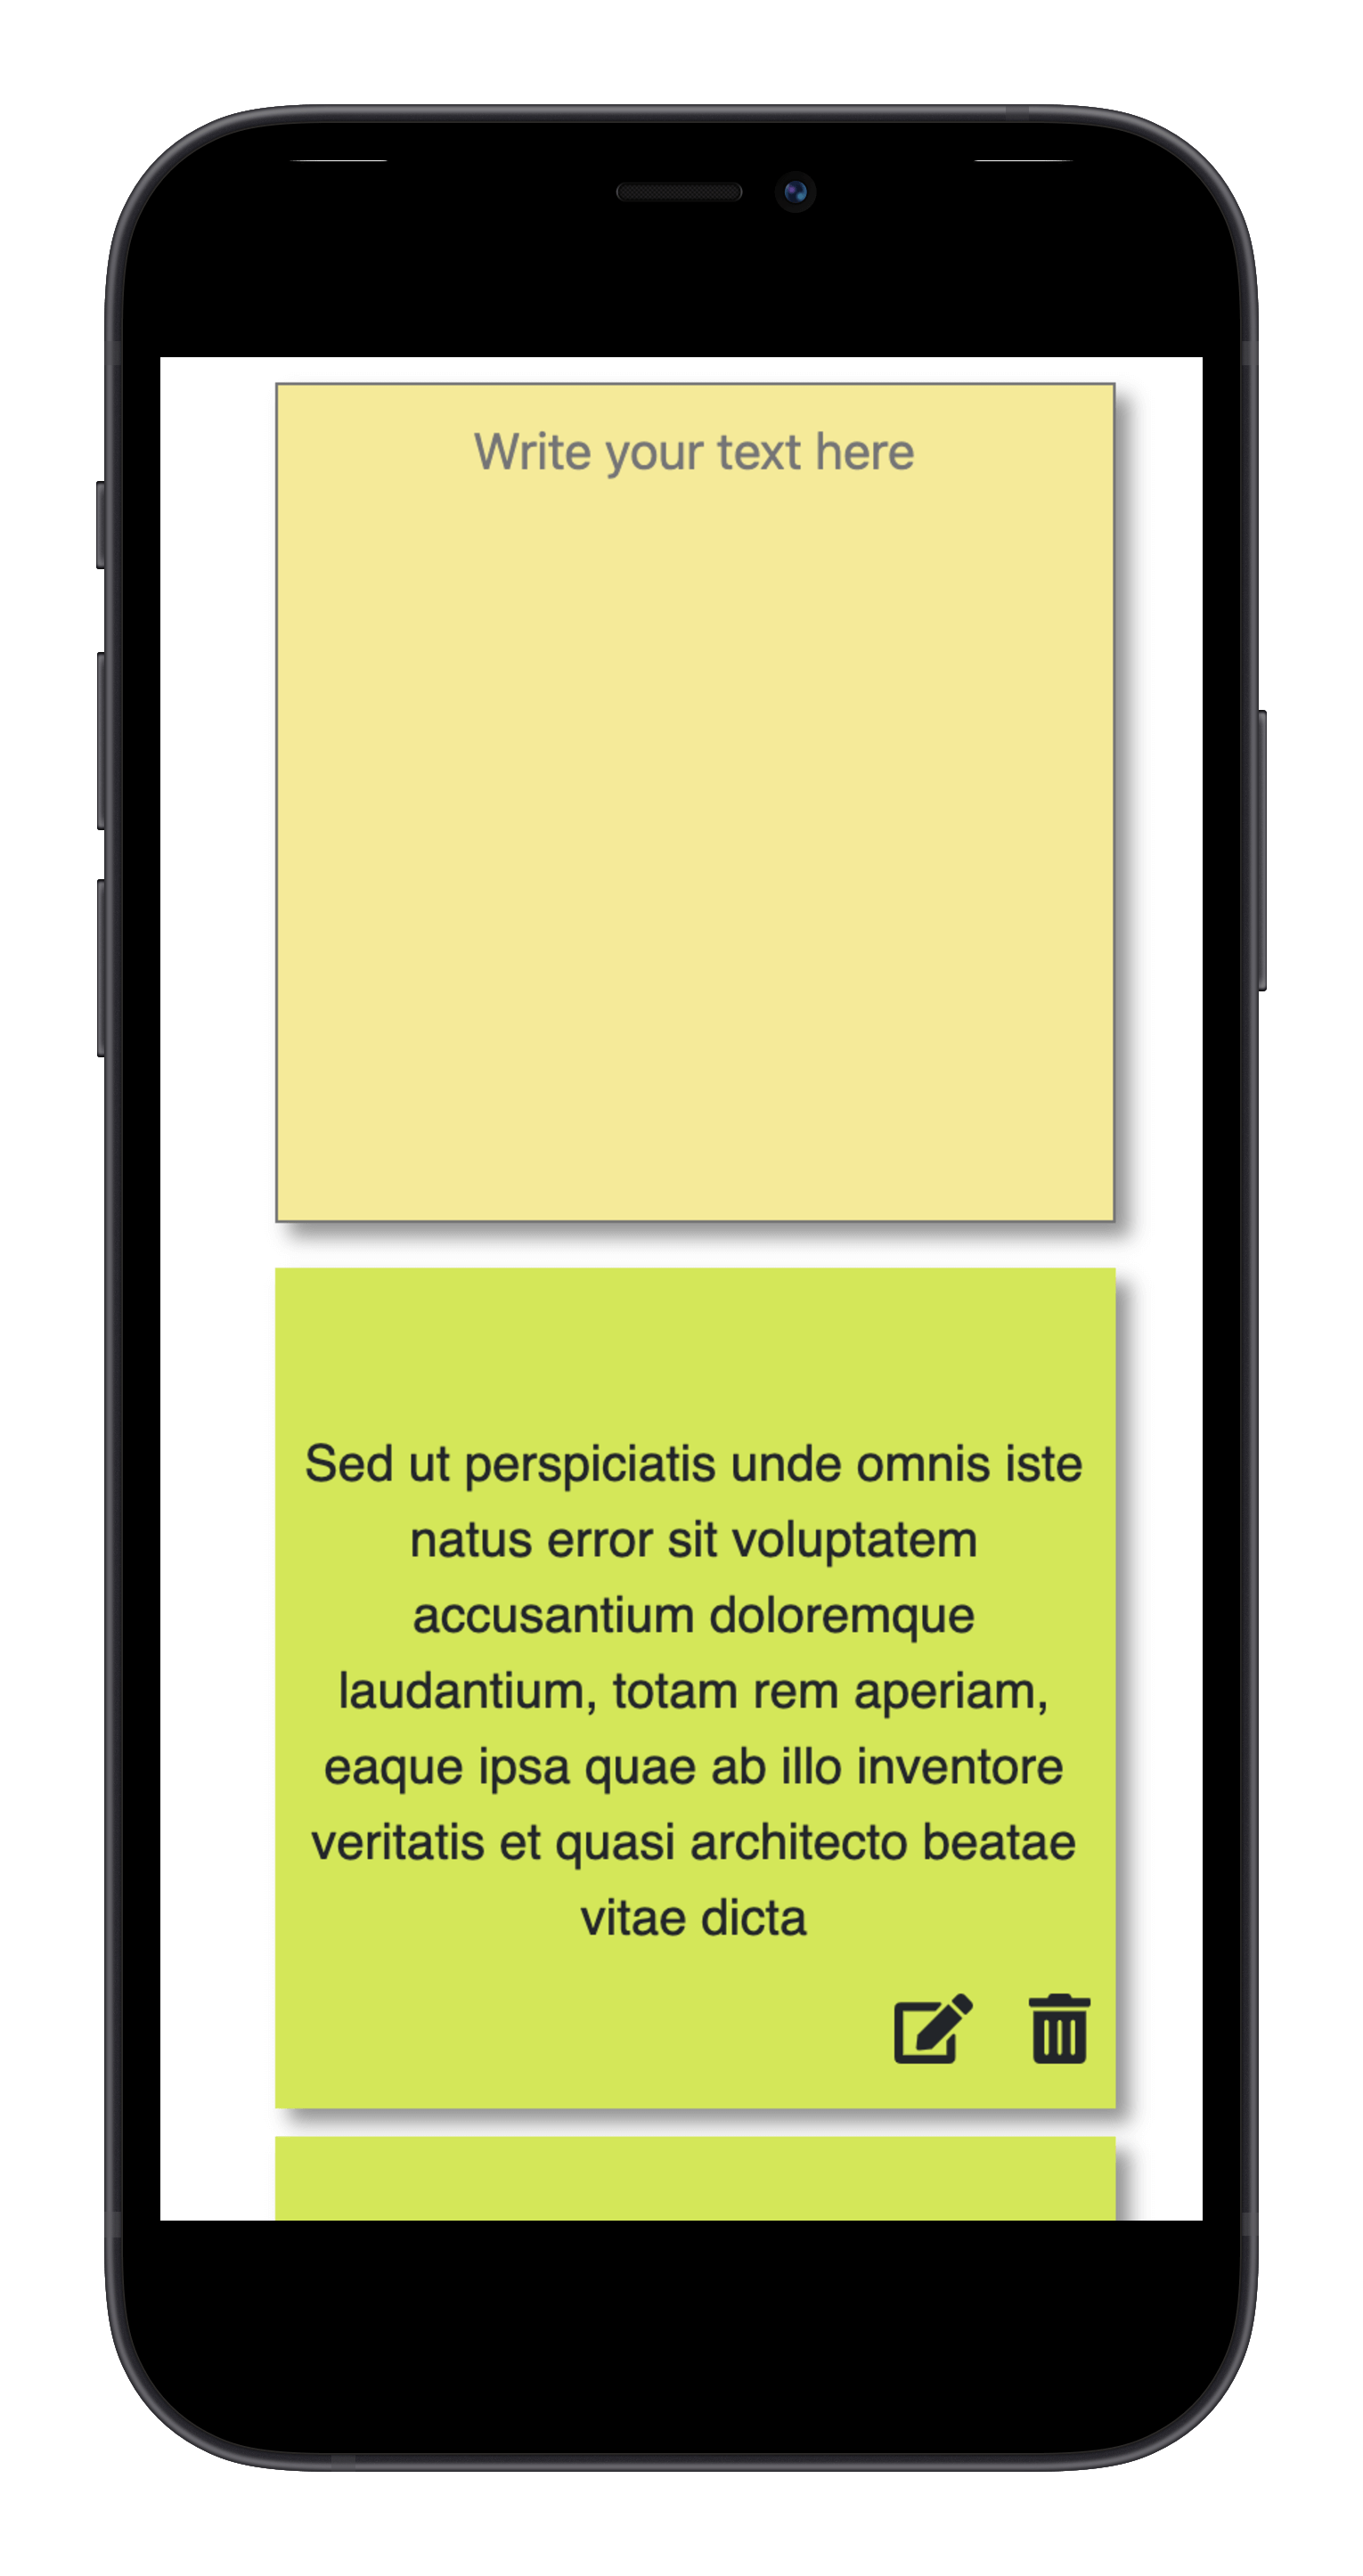 Write your text here
Sed ut perspiciatis unde omnis iste
natus error sit voluptatem
accusantium doloremque
laudantium, totam rem aperiam,
eaque ipsa quae ab illo inventore
veritatis et quasi architecto beatae
vitae dicta